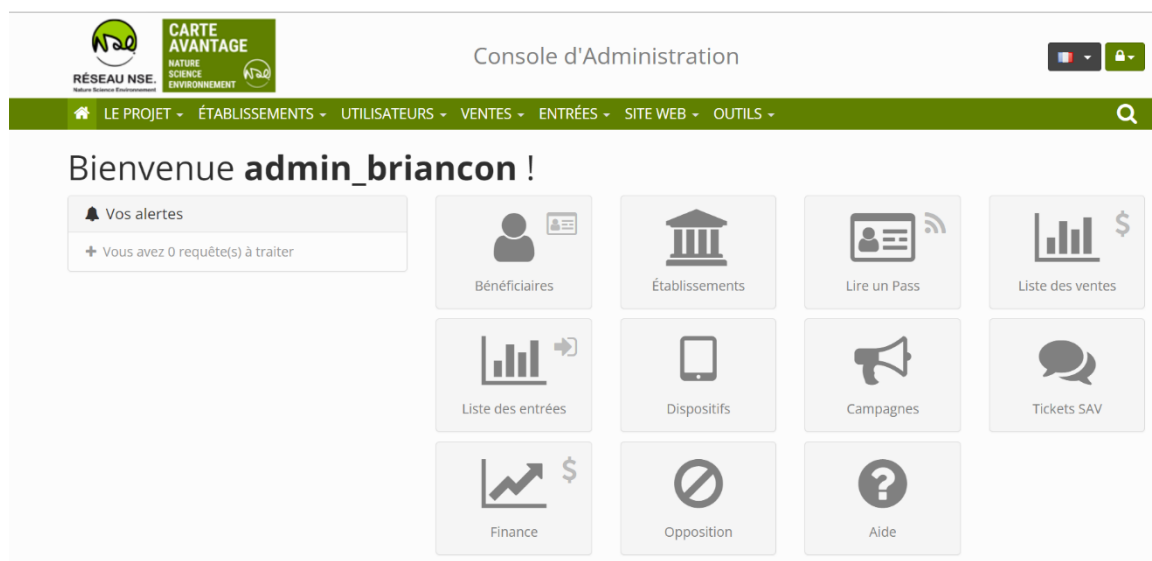 CARTE
AVANTAGE
NATURE
SCIENCE
ENVIRONNEMENT
Nse
RÉSEAU NSE.
Nature Science Environnement
Console d'Administration
LE PROJET
ÉTABLISSEMENTS
UTILISATEURS
VENTES
ENTRÉES
SITE WEB
OUTILS
Bienvenue admin_briancon !
Vos alertes
Vous avez 0 requête(s) à traiter
Bénéficiaires
Établissements
Lire un Pass
$
Liste des ventes
Liste des entrées
Dispositifs
Campagnes
Tickets SAV
$
Finance
Opposition
?
Aide